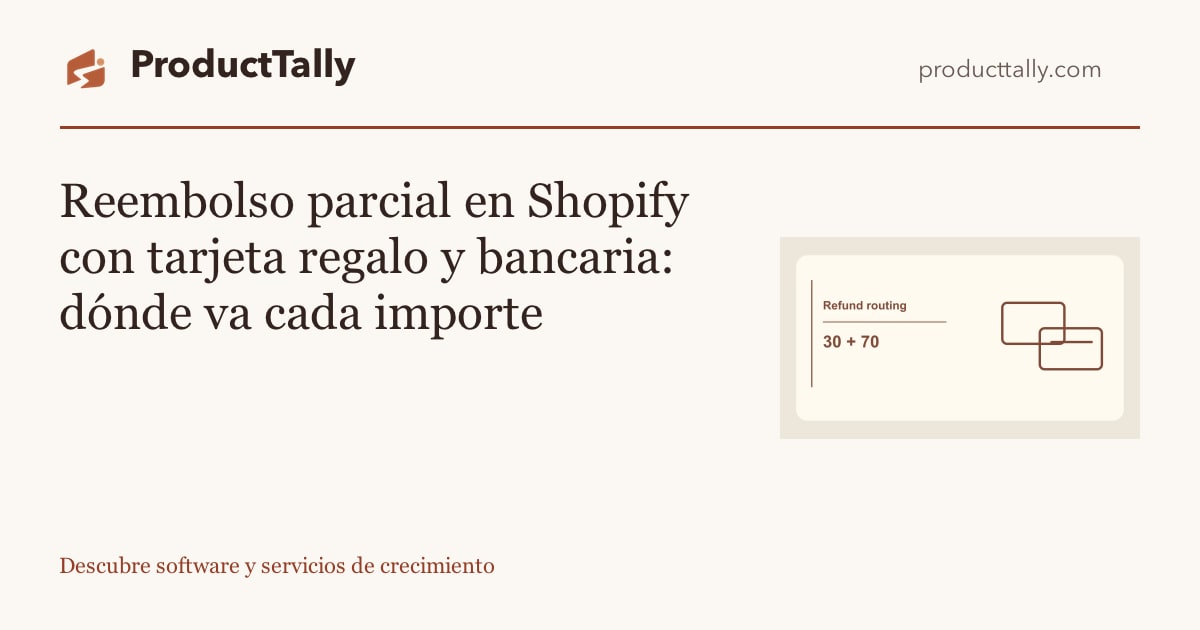 ProductTally
producttally.com
Reembolso parcial en Shopify
con tarjeta regalo y bancaria:
dónde va cada importe
Refund routing
30 + 70
Descubre software y servicios de crecimiento